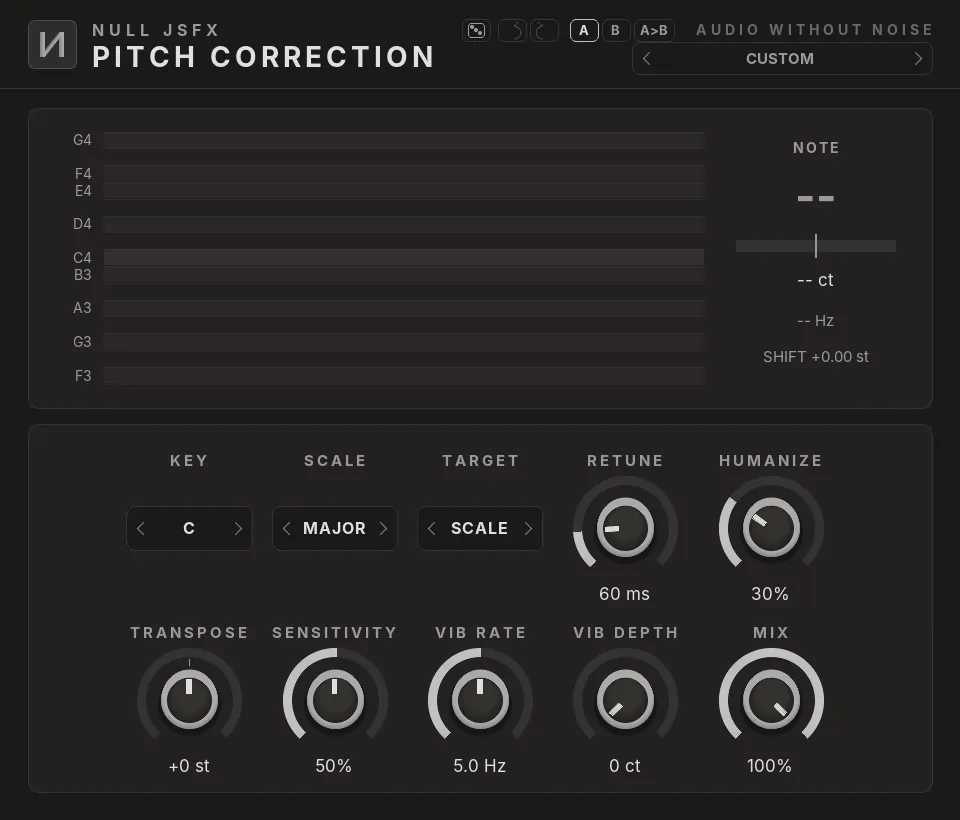 NULL JSFX
PITCH CORRECTION
A B A>B
AUDIO WITHOUT NOISE
CUSTOM
G4
F4
E4
D4
C4
B3
A3
G3
F3
NOTE
-- 
-- ct
-- Hz
SHIFT +0.00 st
KEY SCALE TARGET RETUNE HUMANIZE
C MAJOR SCALE
60 ms 30%
TRANSPOSE SENSITIVITY VIB RATE VIB DEPTH MIX
+0 st 50% 5.0 Hz 0 ct 100%